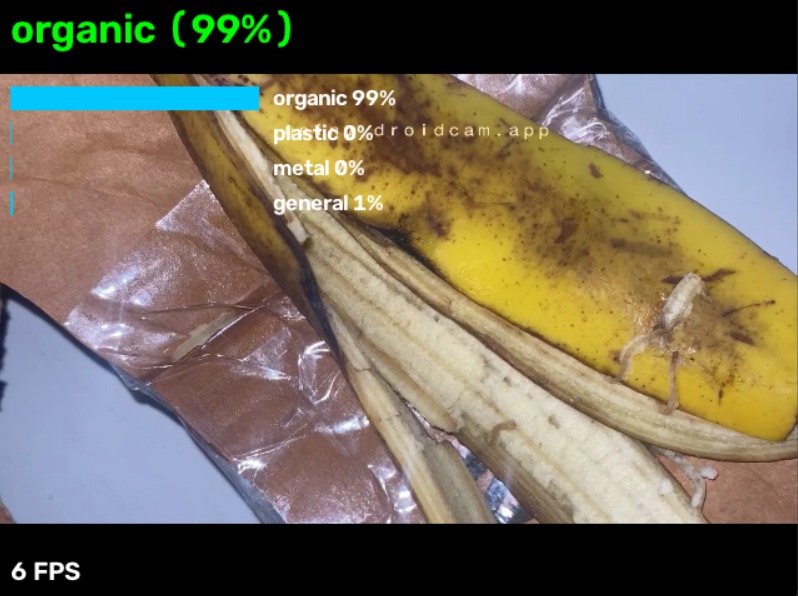 organic (99%)
organic 99%
plastic 0%
droidcam.app
metal 0%
general 1%
6 FPS